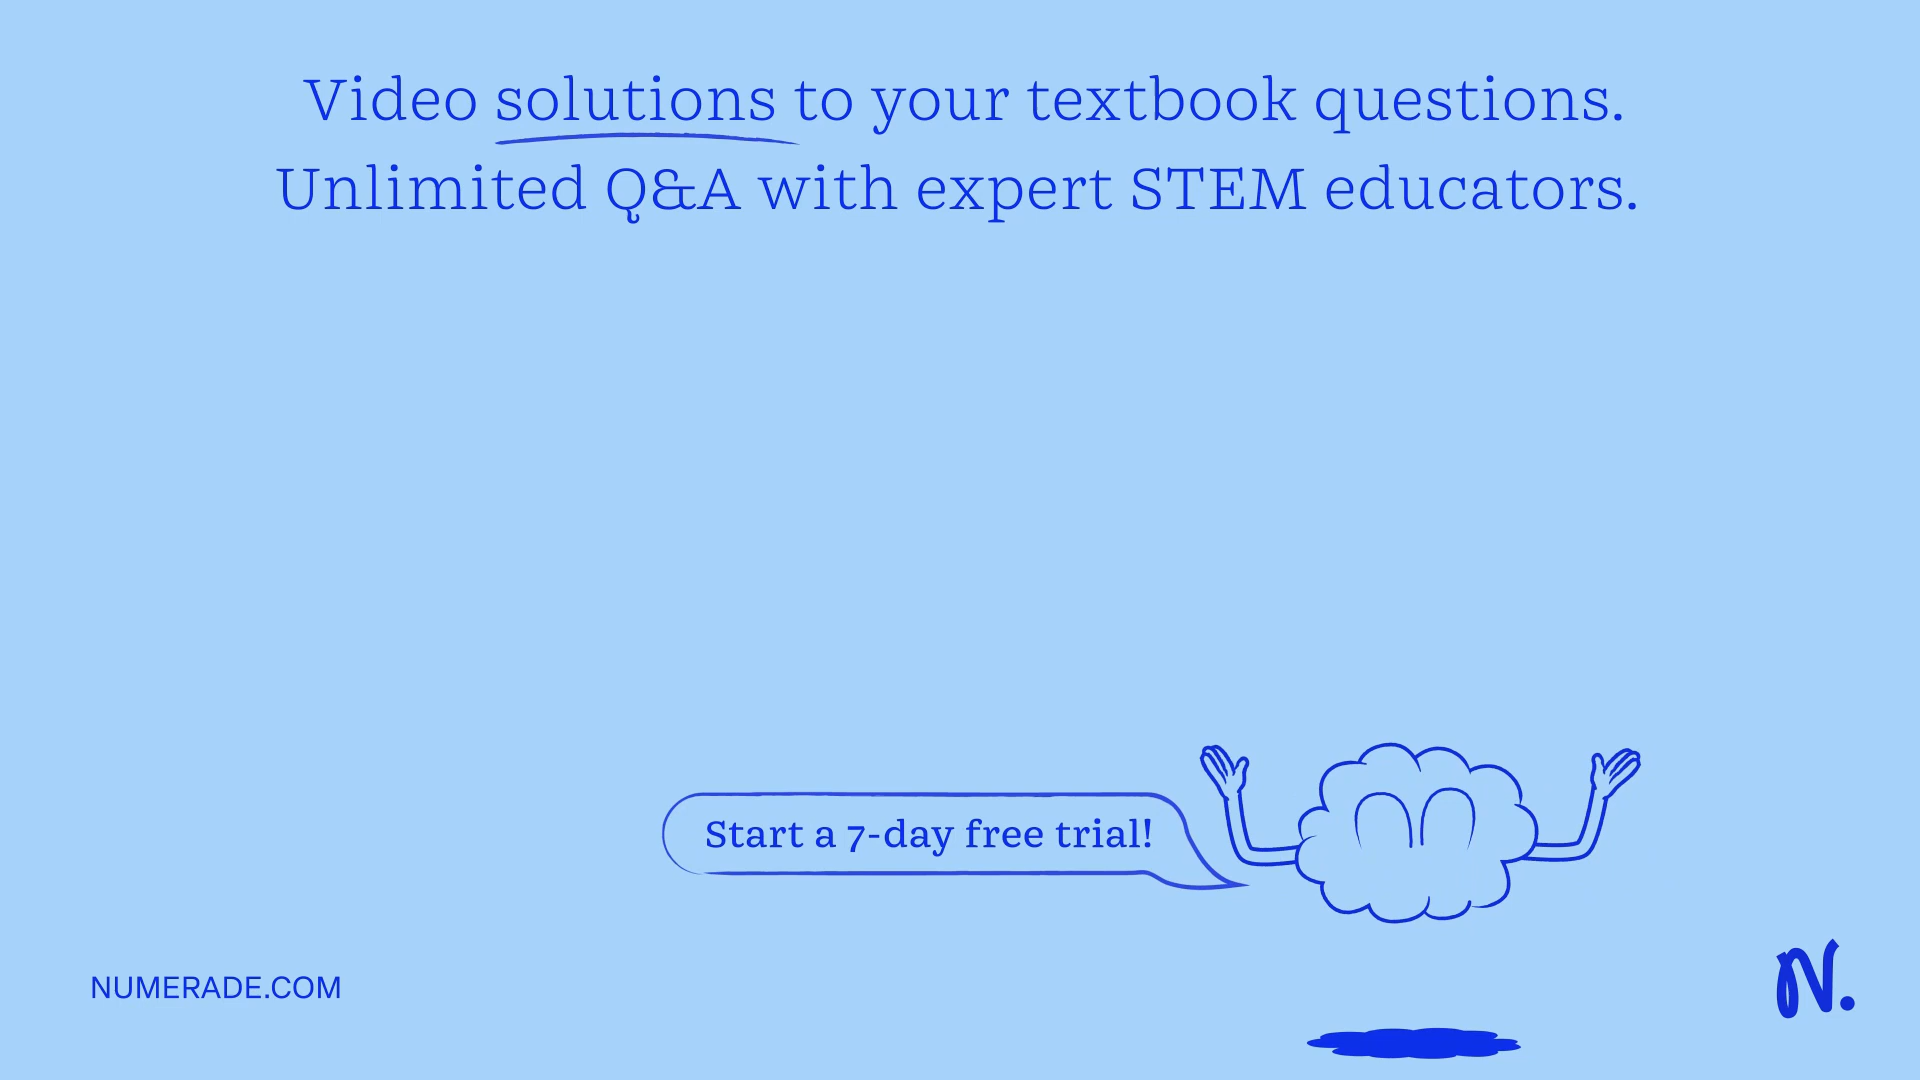 Video solutions to your textbook questions.
Unlimited Q&A with expert STEM educators.
Start a 7-day free trial!
NUMERADE.COM
N.